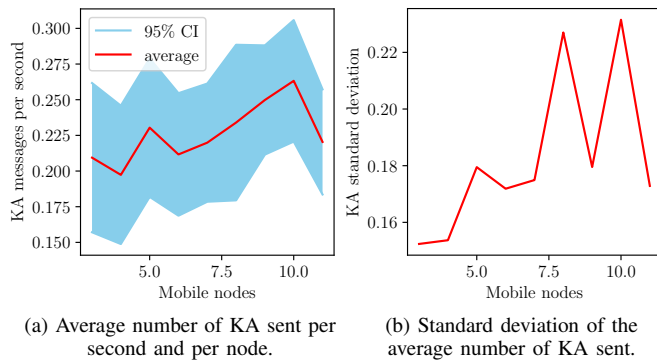 0.300
0.275
0.250
0.225
0.200
0.175
0.150
KA messages per second
95% CI
average
5.0 7.5 10.0
Mobile nodes
(a) Average number of KA sent per
second and per node.
0.22
0.20
0.18
0.16
KA standard deviation
5.0 7.5 10.0
Mobile nodes
(b) Standard deviation of the
average number of KA sent.